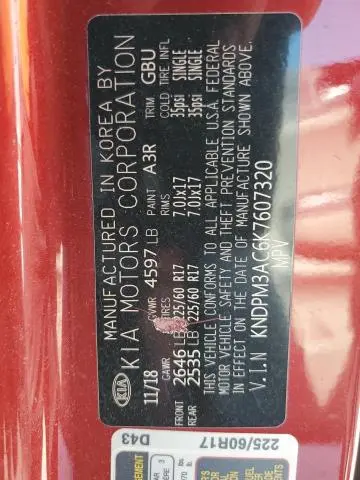 MANUFACTURED IN KOREA BY
KIA MOTORS CORPORATION
KIA
11/18
GVWR 4597 LB
PAINT A3R
TRIM GBU
GAWR
TIRES
RIMS
COLD TIRE. INFL
FRONT 2646 LB 225/60 R17 7.0Jx17 35psi SINGLE
REAR 2535 LB 225/60 R17 7.0Jx17 35psi SINGLE
THIS VEHICLE CONFORMS TO ALL APPLICABLE U.S.A. FEDERAL
MOTOR VEHICLE SAFETY AND THEFT PREVENTION STANDARDS
IN EFFECT ON THE DATE OF MANUFACTURE SHOWN ABOVE.
V.I.N KNDPM3AC6K7607320
MPV
D43
225/60R17